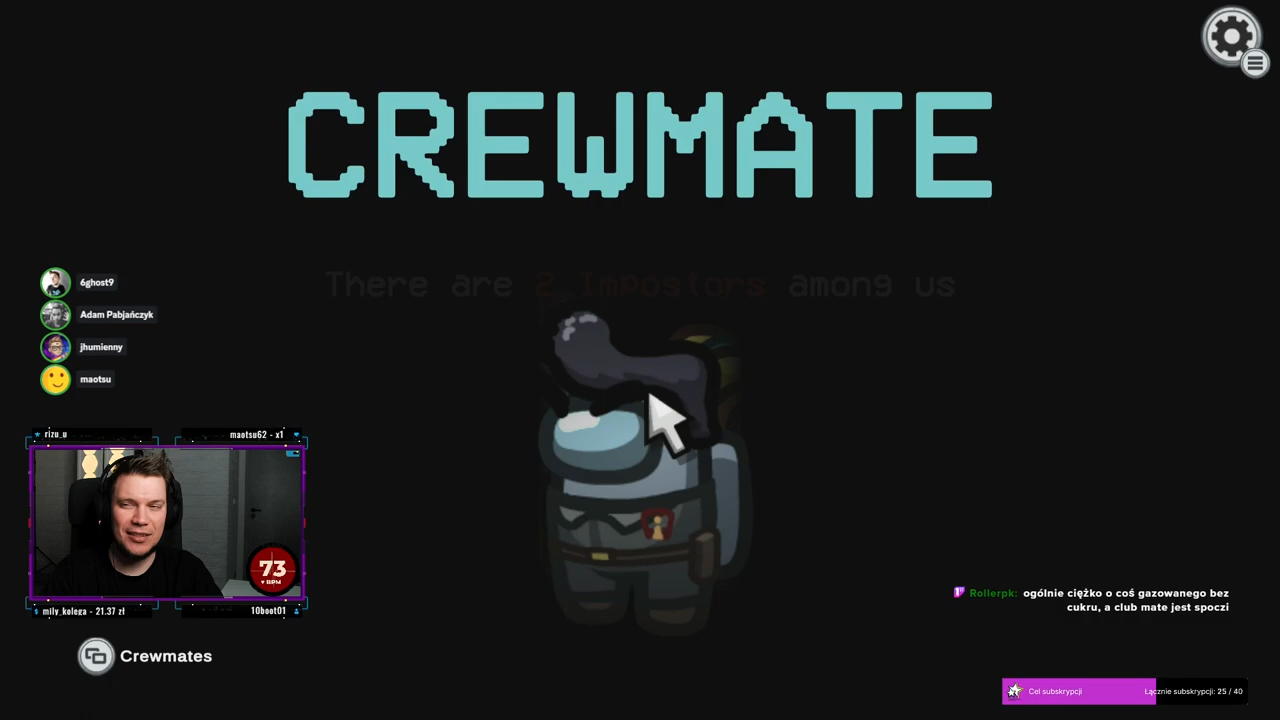 CREWMATE
There are 2 Impostors among us
6ghost9
Adam Pabjańczyk
jhumienny
maotsu
rizu_u
maotsu62 - x1
73
♥ BPM
mily_kolega - 21.37 zł
10boot01
Rollerpk: ogólnie ciężko o coś gazowanego bez
cukru, a club mate jest spoczi
Crewmates
Cel subskrypcji
Łącznie subskrypcji: 25 / 40